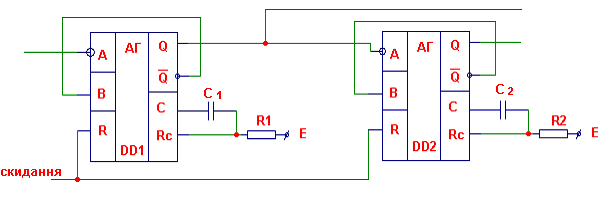 A АГ Q
Q
B
C C 1
R Rc R1 E
DD1
A АГ Q
Q
B
C C 2
R Rc R2 E
DD2
скидання